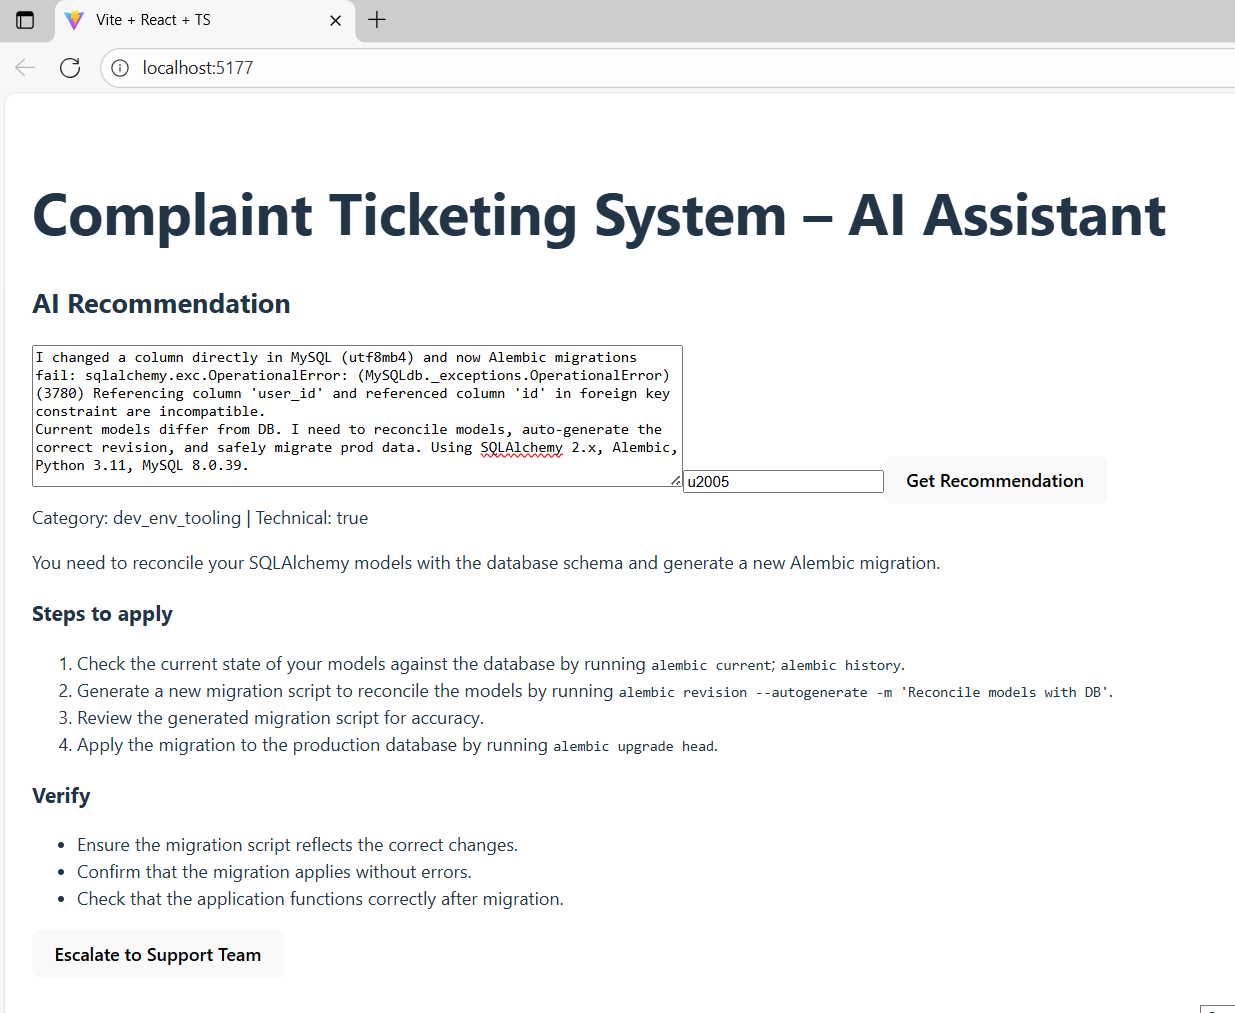 Vite + React + TS
localhost:5177
Complaint Ticketing System – AI Assistant
AI Recommendation
I changed a column directly in MySQL (utf8mb4) and now Alembic migrations
fail: sqlalchemy.exc.OperationalError: (MySQLdb._exceptions.OperationalError)
(3780) Referencing column 'user_id' and referenced column 'id' in foreign key
constraint are incompatible.
Current models differ from DB. I need to reconcile models, auto-generate the
correct revision, and safely migrate prod data. Using SQLAlchemy 2.x, Alembic,
Python 3.11, MySQL 8.0.39.
u2005
Get Recommendation
Category: dev_env_tooling | Technical: true
You need to reconcile your SQLAlchemy models with the database schema and generate a new Alembic migration.
Steps to apply
1. Check the current state of your models against the database by running alembic current; alembic history.
2. Generate a new migration script to reconcile the models by running alembic revision --autogenerate -m 'Reconcile models with DB'.
3. Review the generated migration script for accuracy.
4. Apply the migration to the production database by running alembic upgrade head.
Verify
• Ensure the migration script reflects the correct changes.
• Confirm that the migration applies without errors.
• Check that the application functions correctly after migration.
Escalate to Support Team